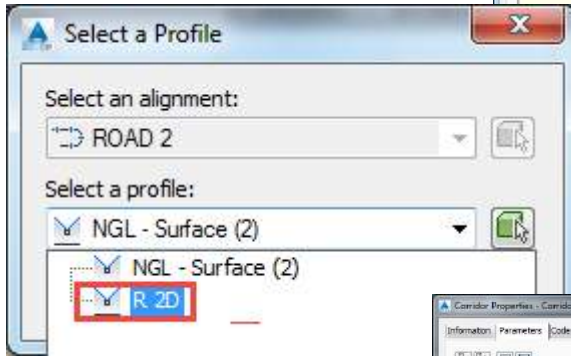 Select a Profile
Select an alignment:
ROAD 2
Select a profile:
NGL - Surface (2)
NGL - Surface (2)
R 2D
Corridor Properties - Corrido
Information Parameters Code